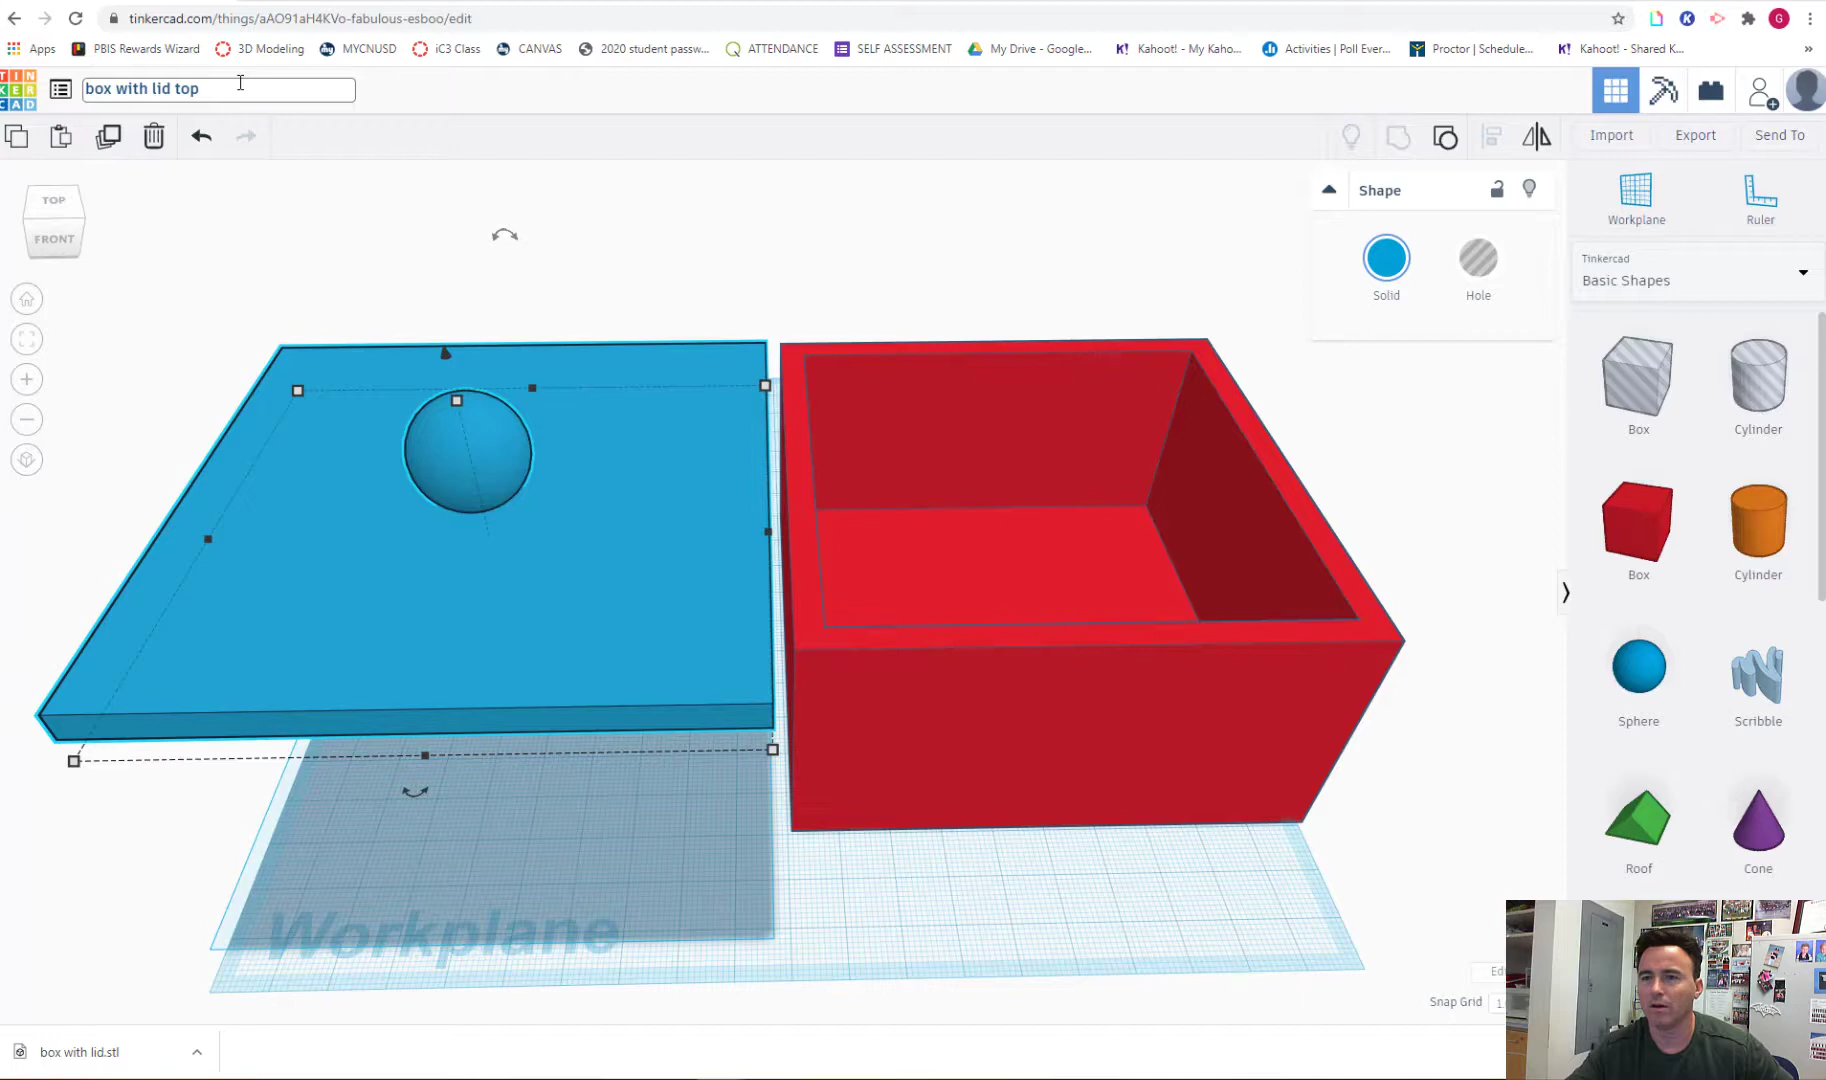 tinkercad.com/things/aAO91aH4KVo-fabulous-esboo/edit
G
Apps PBIS Rewards Wizard 3D Modeling MYCNUSD iC3 Class CANVAS 2020 student passw... ATTENDANCE SELF ASSESSMENT My Drive - Google... Kahoot! - My Kaho... Activities | Poll Ever... Proctor | Schedule... Kahoot! - Shared K... »
TIN
KER
CAD
box with lid top
Import Export Send To
TOP
FRONT
Shape
Solid Hole
Workplane Ruler
Tinkercad
Basic Shapes
Box Cylinder
Box Cylinder
Sphere Scribble
Roof Cone
Workplane
Snap Grid
box with lid.stl